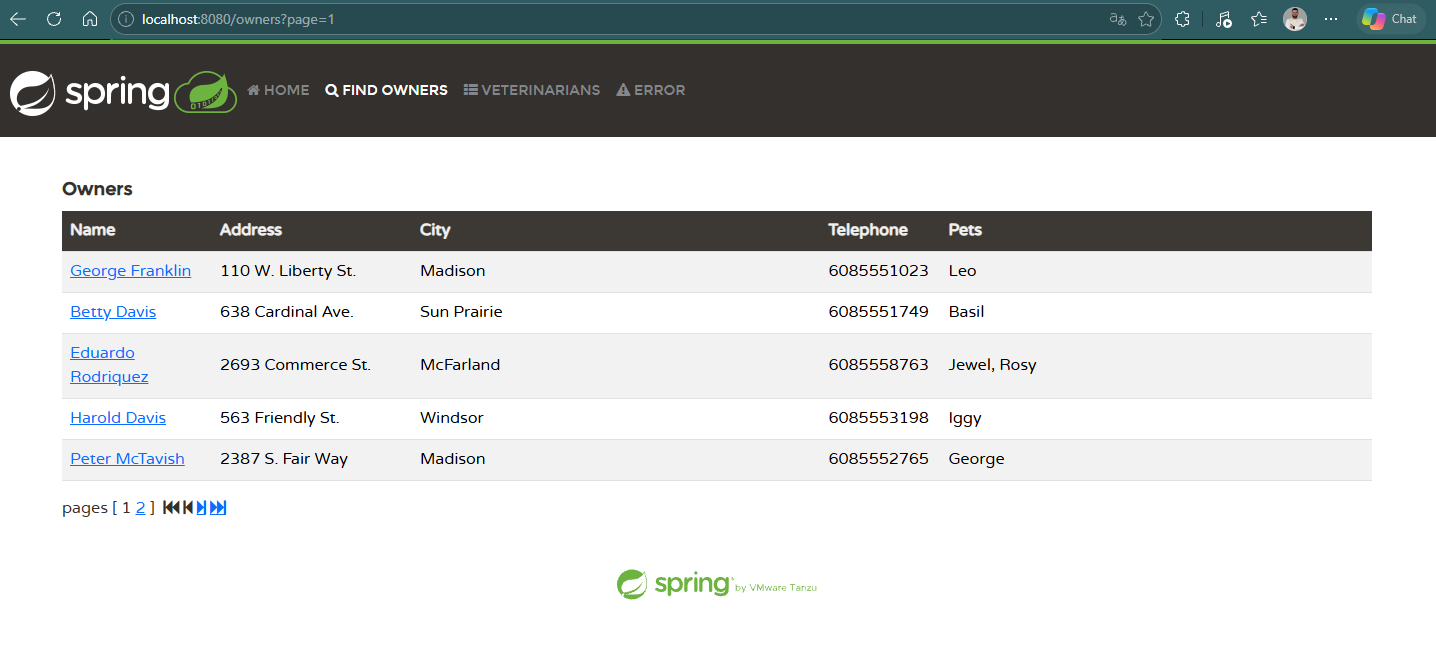 localhost:8080/owners?page=1 Chat
spring HOME FIND OWNERS VETERINARIANS ERROR
Owners
Name Address City Telephone Pets
George Franklin 110 W. Liberty St. Madison 6085551023 Leo
Betty Davis 638 Cardinal Ave. Sun Prairie 6085551749 Basil
Eduardo
Rodriquez 2693 Commerce St. McFarland 6085558763 Jewel, Rosy
Harold Davis 563 Friendly St. Windsor 6085553198 Iggy
Peter McTavish 2387 S. Fair Way Madison 6085552765 George
pages [ 1 2 ]
spring by VMware Tanzu